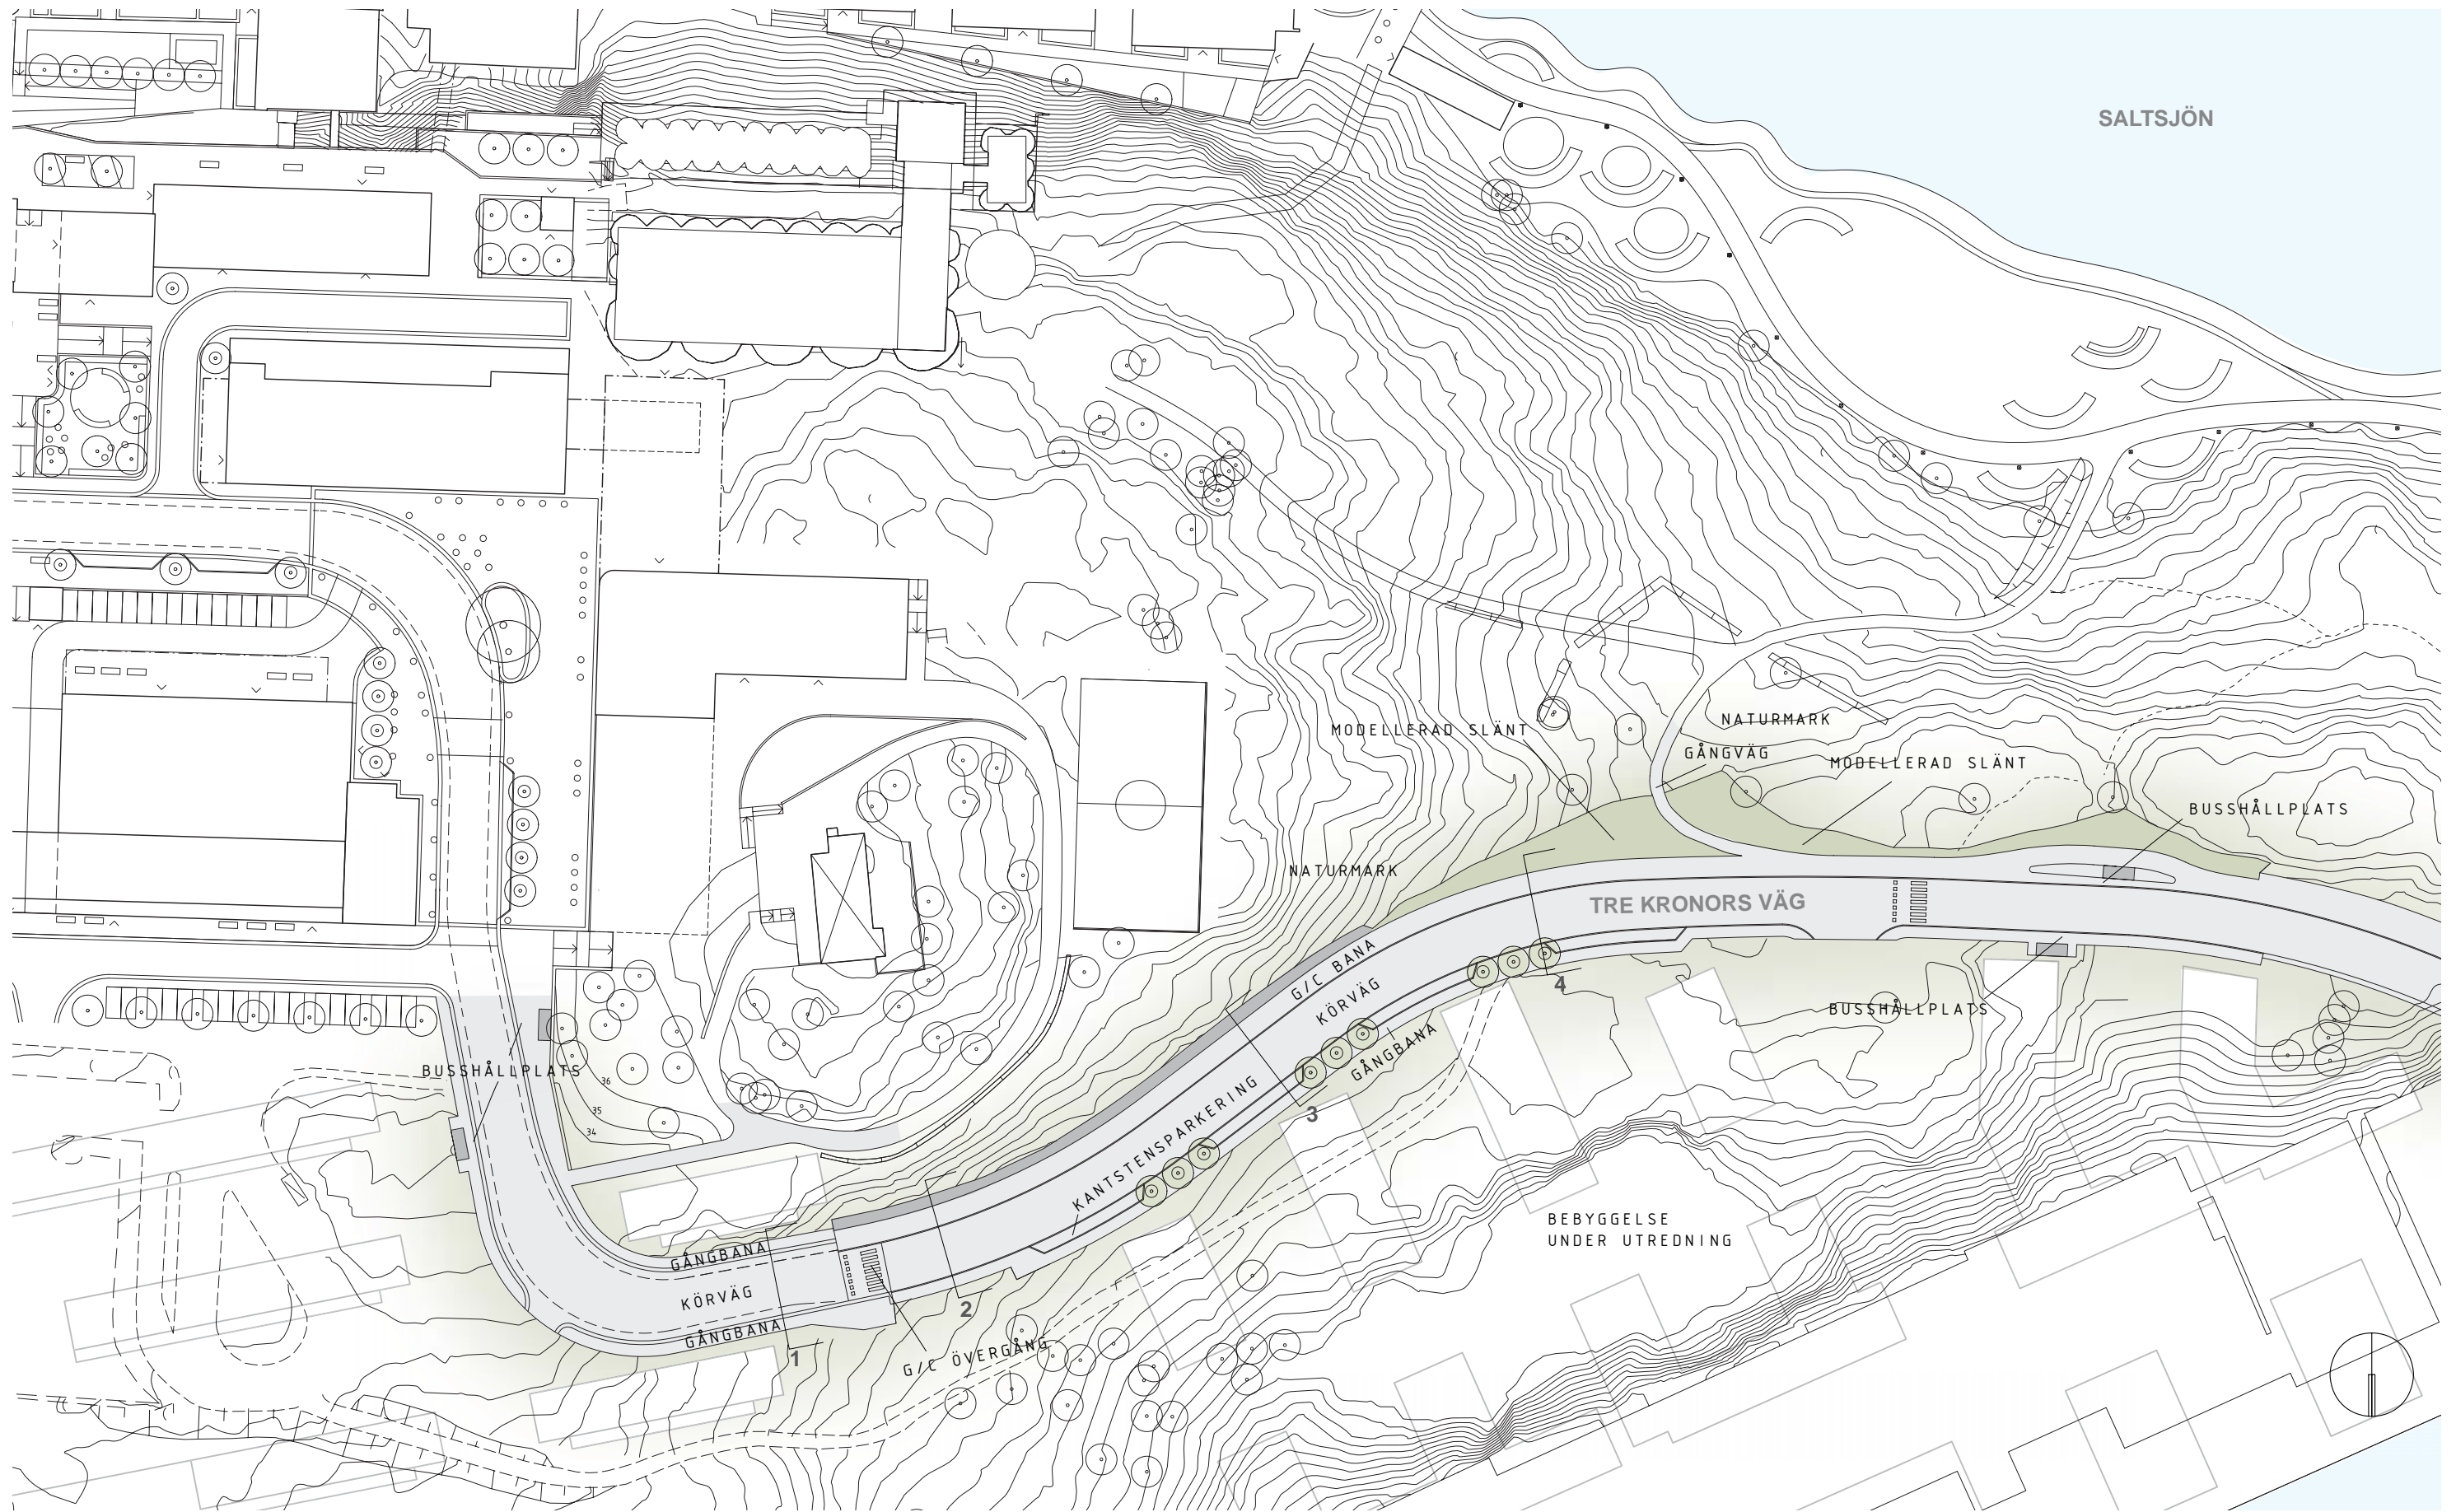 SALTSJÖN
NATURMARK
MODELLERAD SLÄNT
GÅNGVÄG
MODELLERAD SLÄNT
BUSSHÅLLPLATS
NATURMARK
TRE KRONORS VÄG
G/C BANA
4
KÖRVÄG
BUSSHÅLLPLATS
GÅNGBANA
BUSSHÅLLPLATS
36
35
34
KANTSTENSPARKERING
3
BEBYGGELSE
UNDER UTREDNING
GÅNGBANA
KÖRVÄG
2
GÅNGBANA
1
G/C ÖVERGÅNG